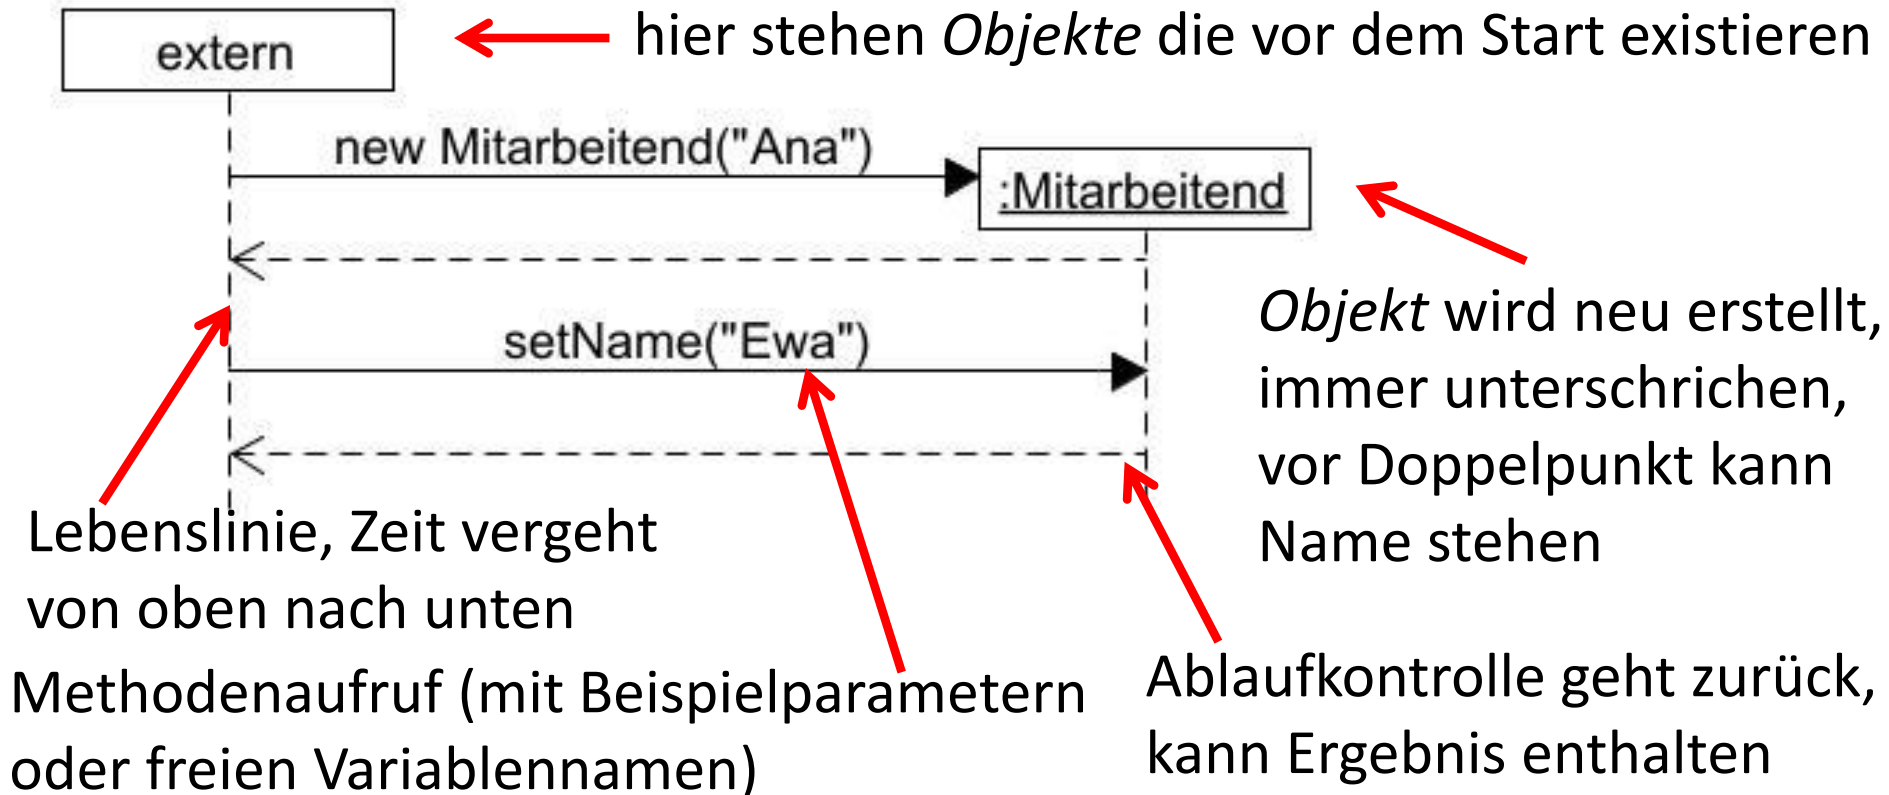 extern
hier stehen Objekte die vor dem Start existieren
new Mitarbeitend("Ana")
:Mitarbeitend
setName("Ewa")
Objekt wird neu erstellt,
immer unterschrichen,
vor Doppelpunkt kann
Name stehen
Lebenslinie, Zeit vergeht
von oben nach unten
Methodenaufruf (mit Beispielparametern
oder freien Variablennamen)
Ablaufkontrolle geht zurück,
kann Ergebnis enthalten